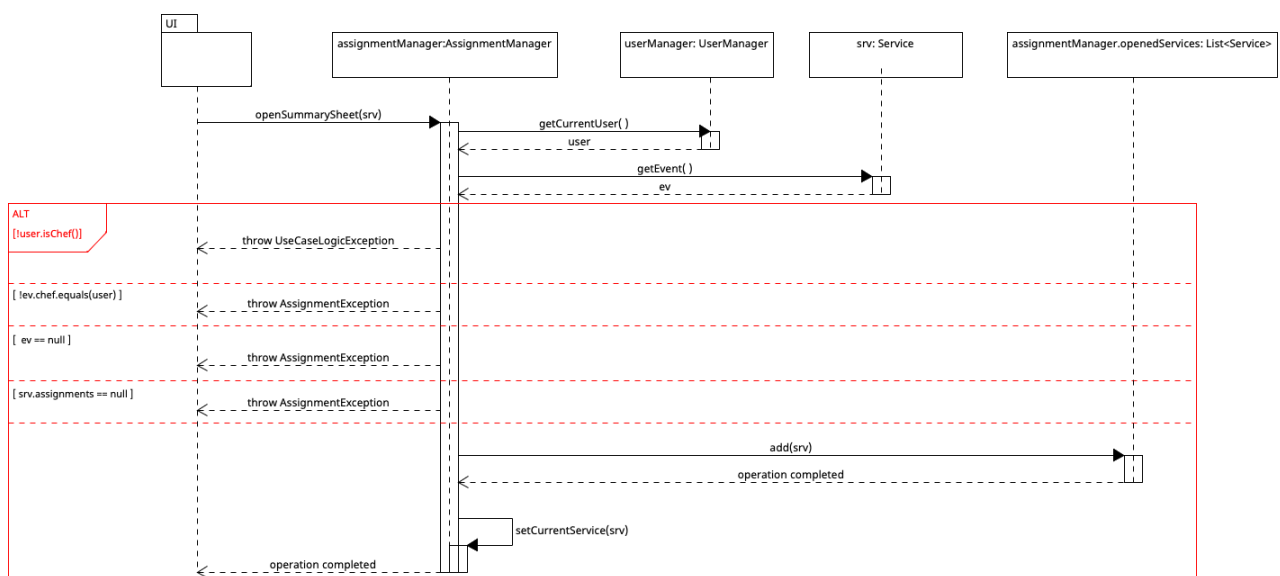 UI
assignmentManager:AssignmentManager
userManager: UserManager
srv: Service
assignmentManager.openedServices: List<Service>
openSummarySheet(srv)
getCurrentUser( )
user
getEvent( )
ev
ALT
[!user.isChef()]
throw UseCaseLogicException
[ !ev.chef.equals(user) ]
throw AssignmentException
[  ev == null ]
throw AssignmentException
[ srv.assignments == null ]
throw AssignmentException
add(srv)
operation completed
setCurrentService(srv)
operation completed